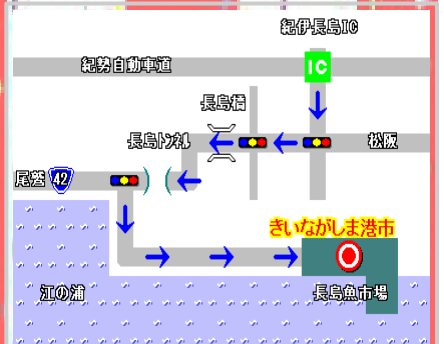 紀伊長島IC
IC
紀勢自動車道
長島橋
長島トンネル
松阪
尾鷲
42
きいながしま港市
江の浦
長島魚市場